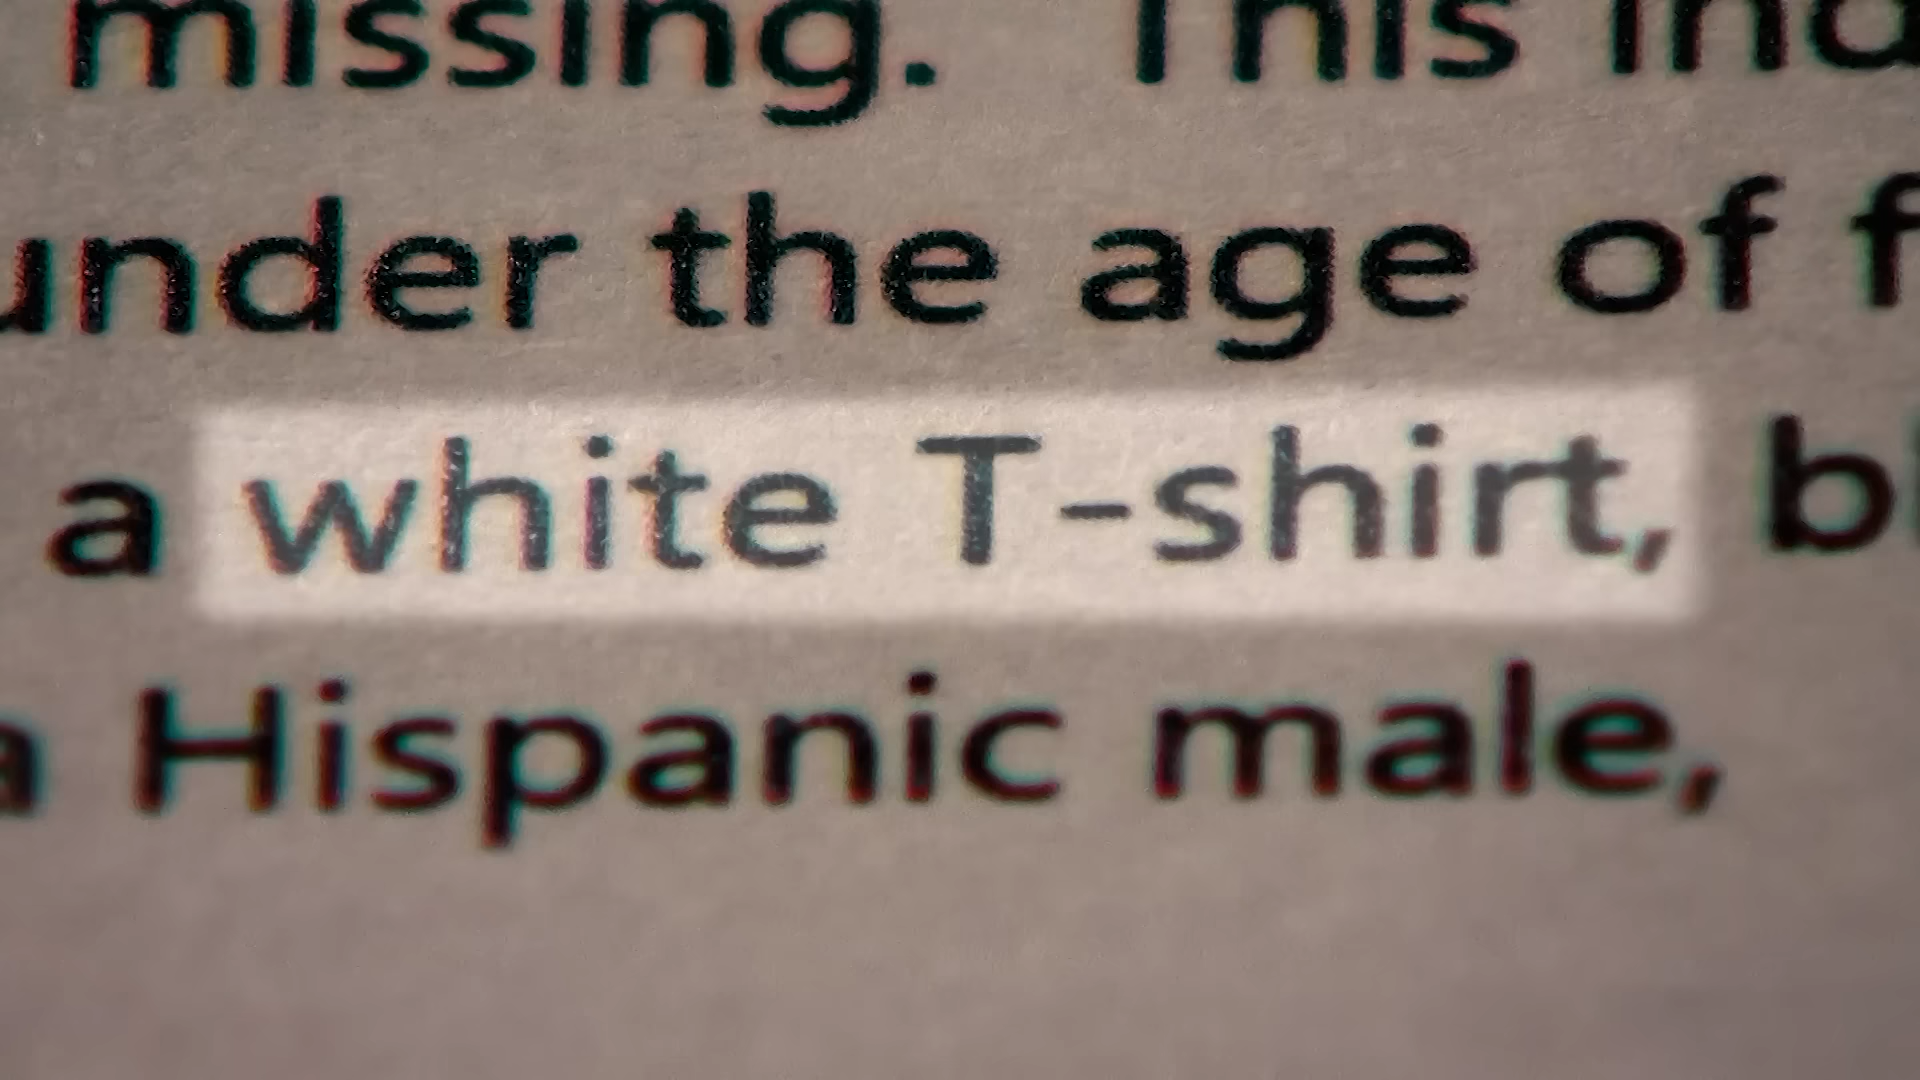 missing. This
under the age of
a white T-shirt,
a Hispanic male,